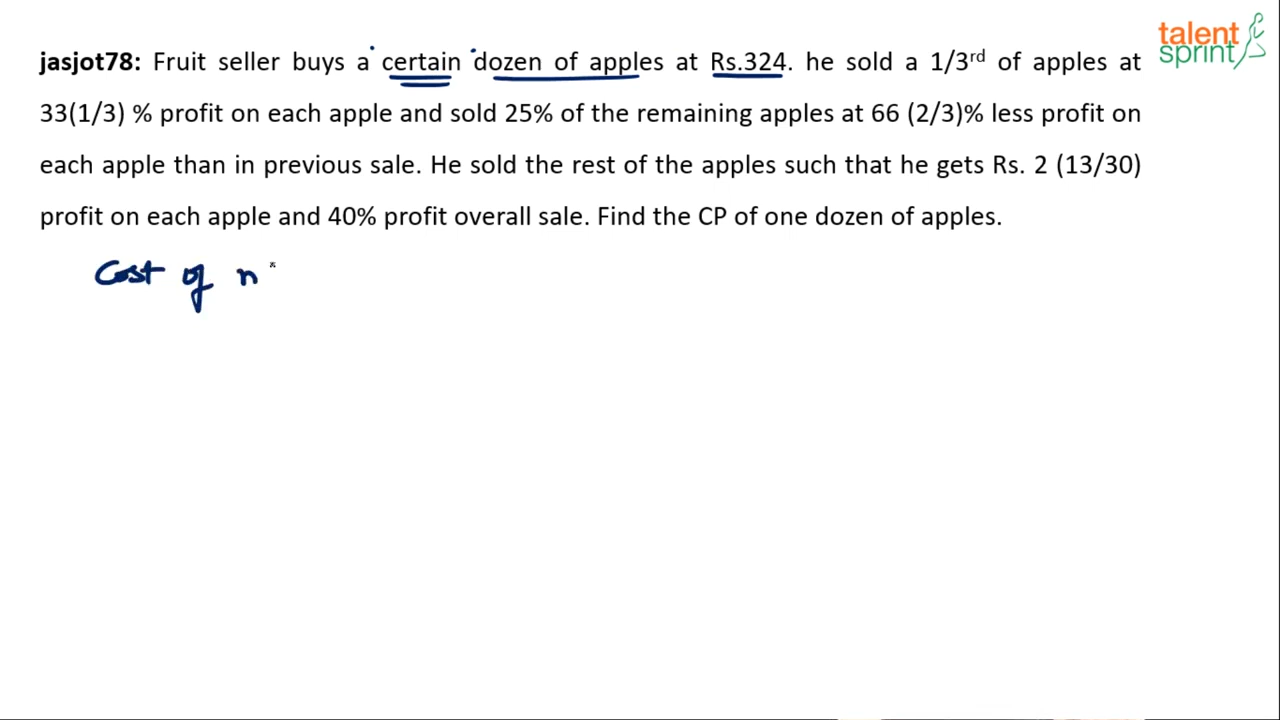 talent
sprint
jasjot78: Fruit seller buys a certain dozen of apples at Rs.324. he sold a 1/3rd of apples at
33(1/3) % profit on each apple and sold 25% of the remaining apples at 66 (2/3)% less profit on
each apple than in previous sale. He sold the rest of the apples such that he gets Rs. 2 (13/30)
profit on each apple and 40% profit overall sale. Find the CP of one dozen of apples.
Cost of n